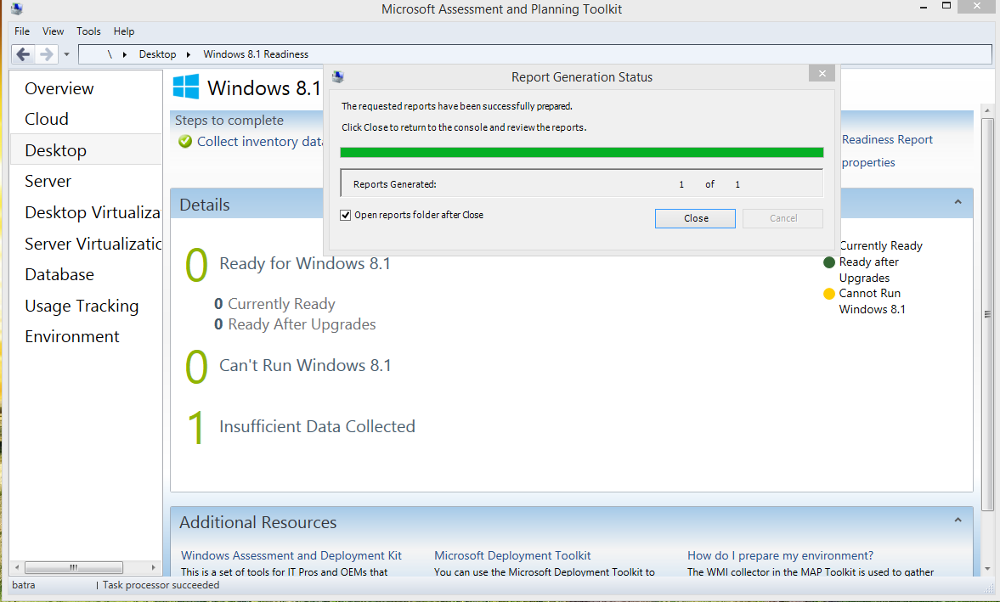 Microsoft Assessment and Planning Toolkit
File View Tools Help
\ Desktop Windows 8.1 Readiness
Overview
Cloud
Desktop
Server
Desktop Virtualiza
Server Virtualizatic
Database
Usage Tracking
Environment
Windows 8.1
Steps to complete
Collect inventory data
Readiness Report
properties
Report Generation Status
The requested reports have been successfully prepared.
Click Close to return to the console and review the reports.
Reports Generated: 1 of 1
Open reports folder after Close
Close Cancel
Details
0 Ready for Windows 8.1
0 Currently Ready
0 Ready After Upgrades
0 Can't Run Windows 8.1
1 Insufficient Data Collected
Currently Ready
Ready after
Upgrades
Cannot Run
Windows 8.1
Additional Resources
Windows Assessment and Deployment Kit
This is a set of tools for IT Pros and OEMs that
Microsoft Deployment Toolkit
You can use the Microsoft Deployment Toolkit to
How do I prepare my environment?
The WMI collector in the MAP Toolkit is used to gather
batra | Task processor succeeded